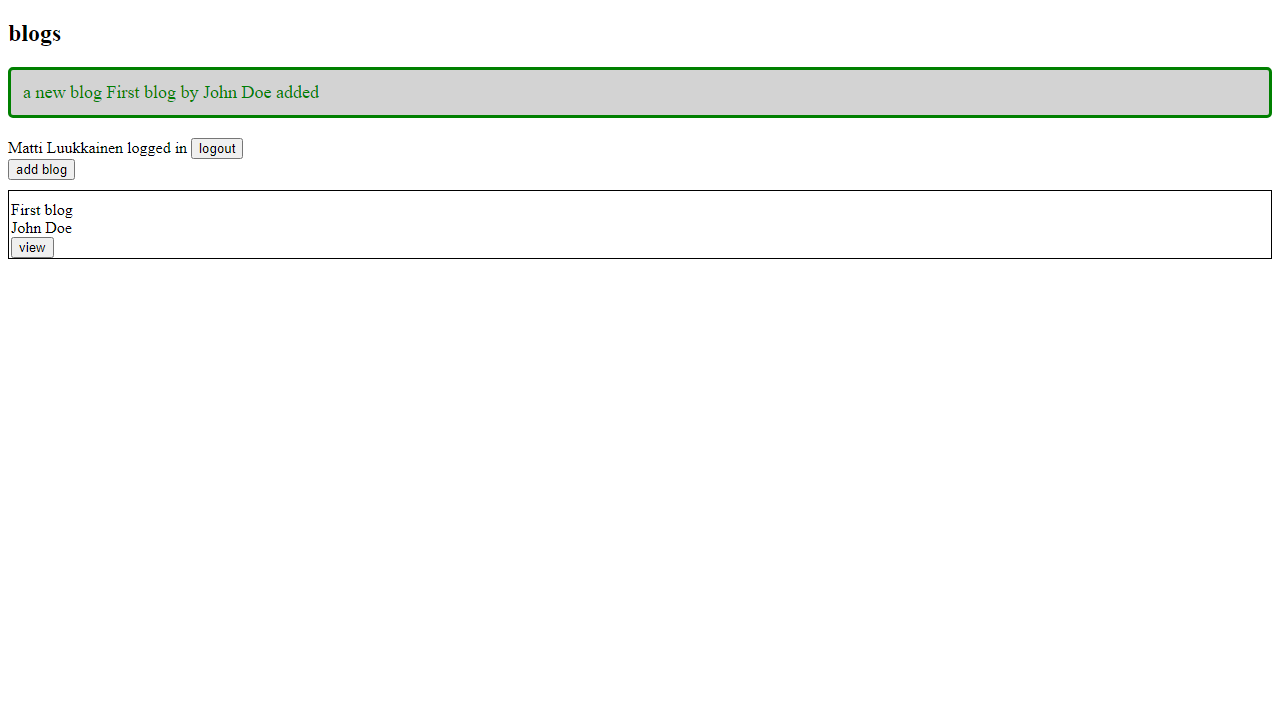 blogs
a new blog First blog by John Doe added
Matti Luukkainen logged in logout
add blog
First blog
John Doe
view